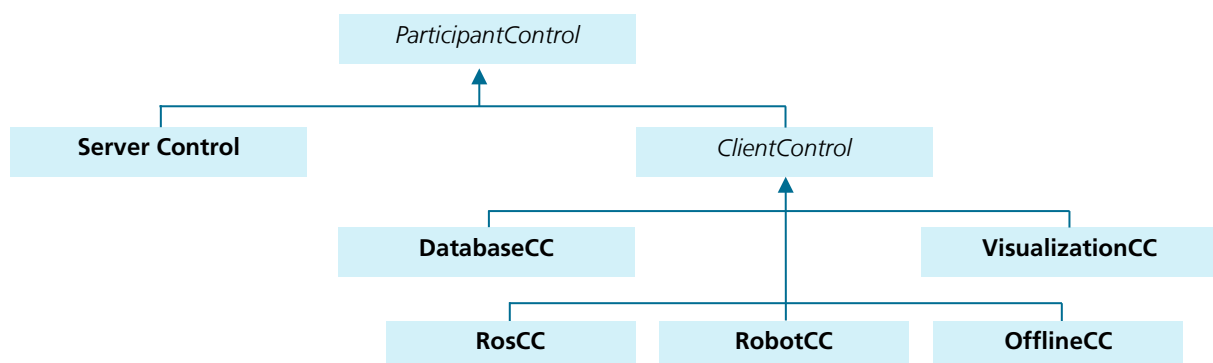 ParticipantControl
Server Control
ClientControl
DatabaseCC
VisualizationCC
RosCC
RobotCC
OfflineCC